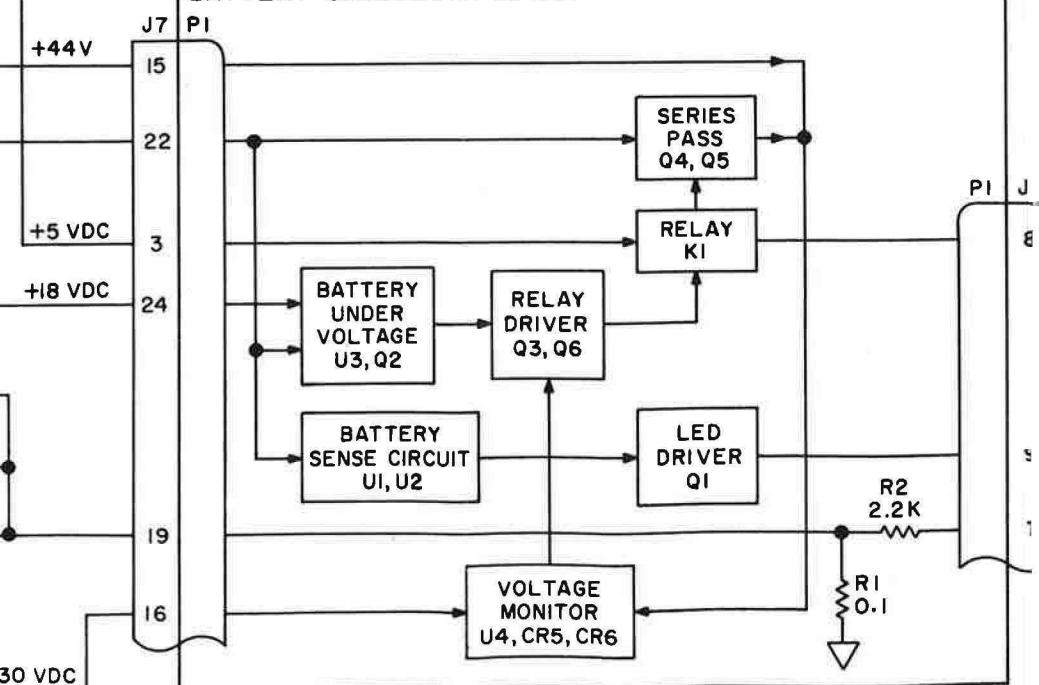 J7 P1
+44V
15
SERIES
PASS
Q4, Q5
22
P1 J
+5 VDC
3
RELAY
K1
8
+18 VDC
24
BATTERY
UNDER
VOLTAGE
U3, Q2
RELAY
DRIVER
Q3, Q6
BATTERY
SENSE CIRCUIT
U1, U2
LED
DRIVER
Q1
R2
2.2K
19
R1
0.1
VOLTAGE
MONITOR
U4, CR5, CR6
16
30 VDC